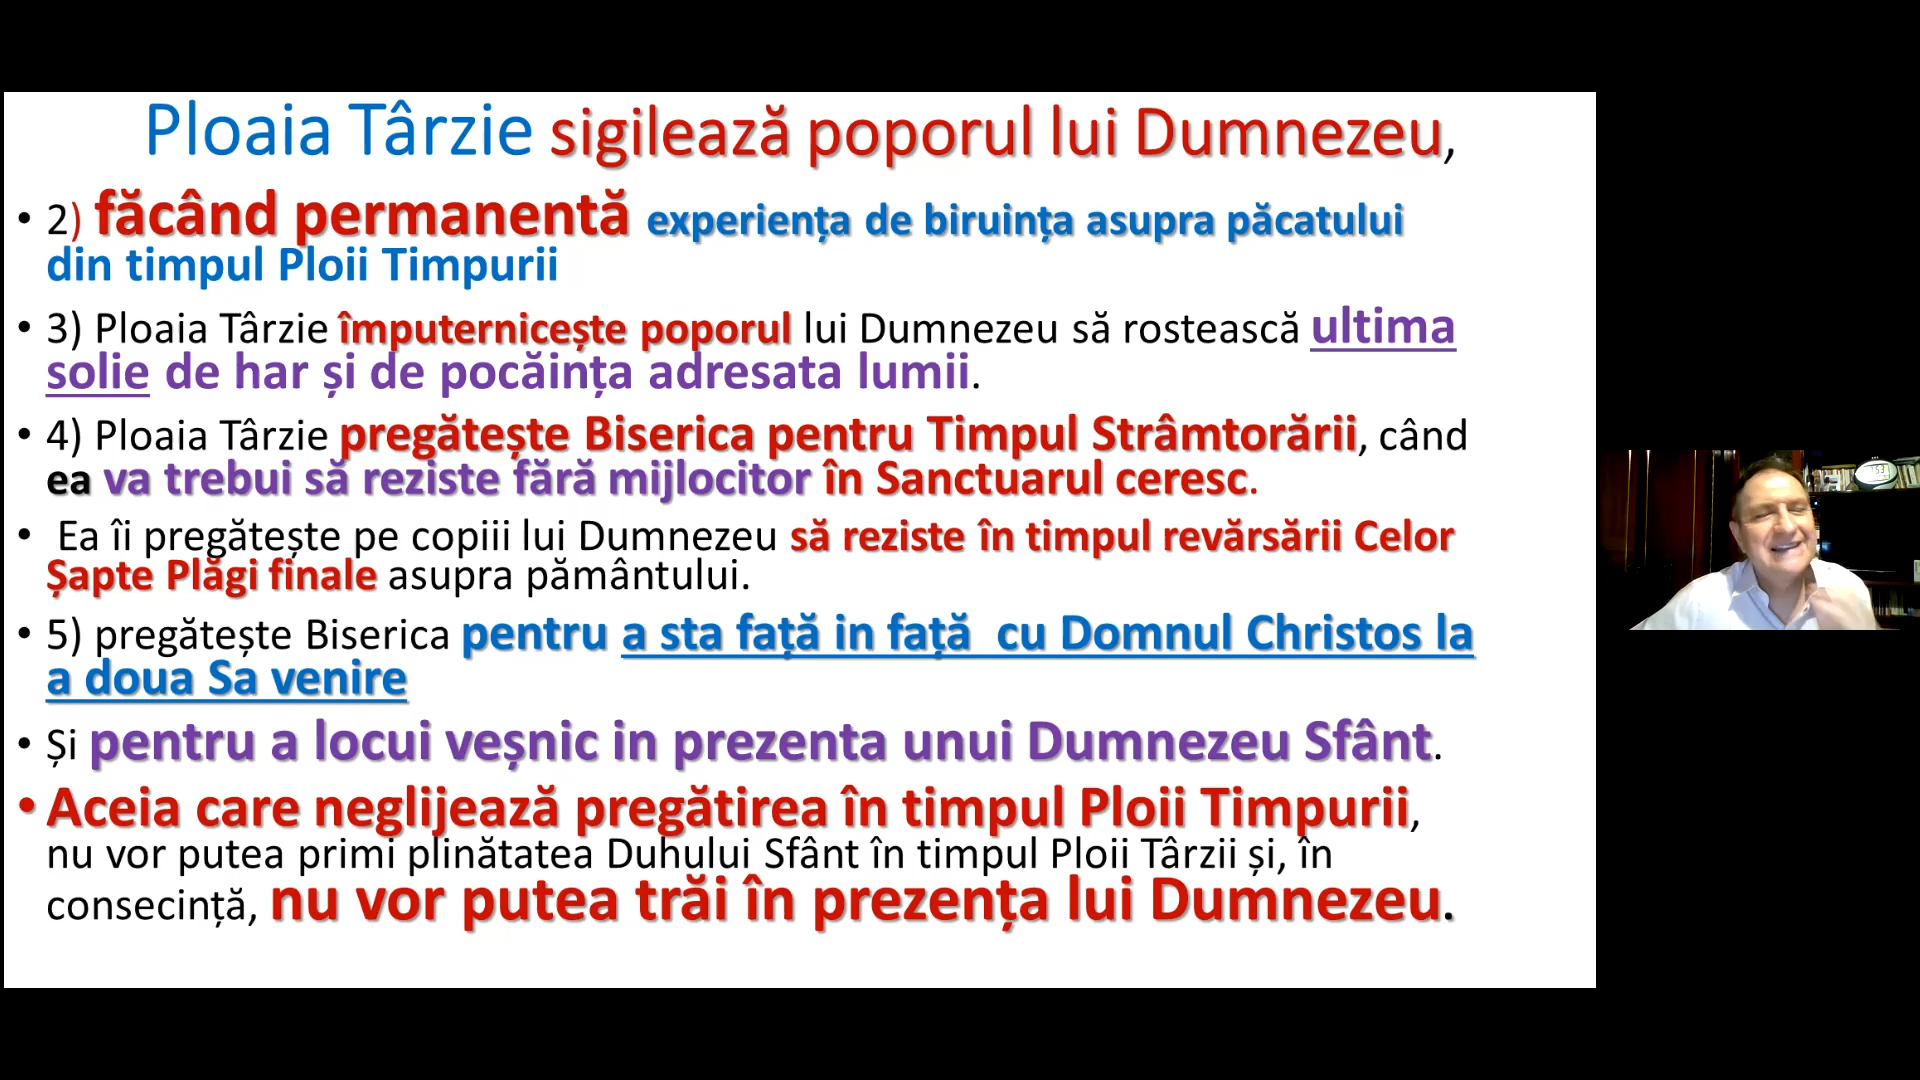 Ploaia Târzie sigilează poporul lui Dumnezeu,
• 2) făcând permanentă experiența de biruința asupra păcatului
din timpul Ploii Timpurii
• 3) Ploaia Târzie împuternicește poporul lui Dumnezeu să rostească ultima
solie de har și de pocăința adresata lumii.
• 4) Ploaia Târzie pregătește Biserica pentru Timpul Strâmtorării, când
ea va trebui să reziste fără mijlocitor în Sanctuarul ceresc.
• Ea îi pregătește pe copiii lui Dumnezeu să reziste în timpul revărsării Celor
Șapte Plăgi finale asupra pământului.
• 5) pregătește Biserica pentru a sta față in față cu Domnul Christos la
a doua Sa venire
• Și pentru a locui veșnic in prezenta unui Dumnezeu Sfânt.
• Aceia care neglijează pregătirea în timpul Ploii Timpurii,
nu vor putea primi plinătatea Duhului Sfânt în timpul Ploii Târzii și, în
consecință, nu vor putea trăi în prezența lui Dumnezeu.